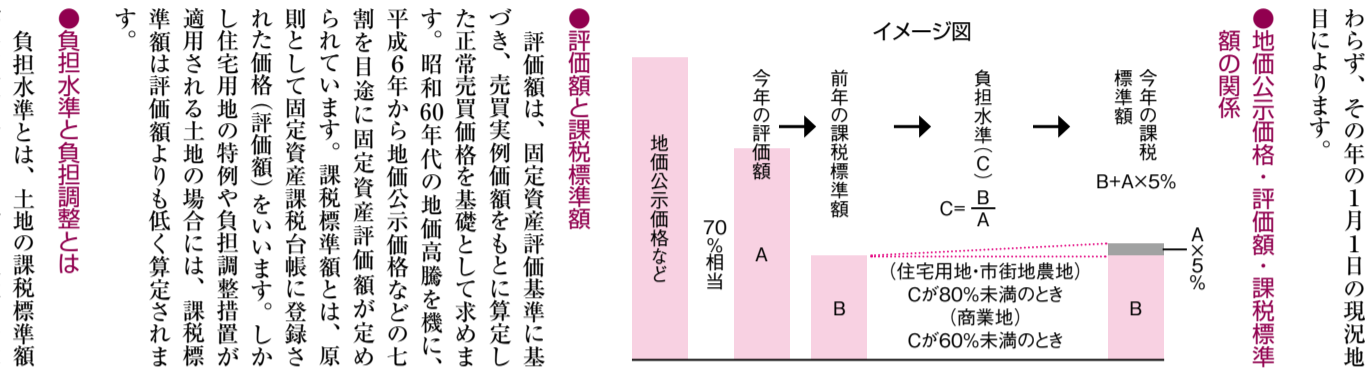 わらず、その年の1月1日の現況地
目によります。
●地価公示価格・評価額・課税標準
額の関係
イメージ図
地価公示価格など
70%相当
今年の評価額
A
前年の課税標準額
B
負担水準(C)
C=B/A
今年の課税
標準額
B+A×5%
A×5%
B
(住宅用地・市街地農地)
Cが80%未満のとき
(商業地)
Cが60%未満のとき
●評価額と課税標準額
評価額は、固定資産評価基準に基
づき、売買実例価額をもとに算定し
た正常売買価格を基礎として求めま
す。昭和60年代の地価高騰を機に、
平成6年から地価公示価格などの七
割を目途に固定資産評価額が定め
られています。課税標準額とは、原
則として固定資産課税台帳に登録さ
れた価格(評価額)をいいます。しか
し住宅用地の特例や負担調整措置が
適用される土地の場合には、課税標
準額は評価額よりも低く算定されま
す。
●負担水準と負担調整とは
負担水準とは、土地の課税標準額